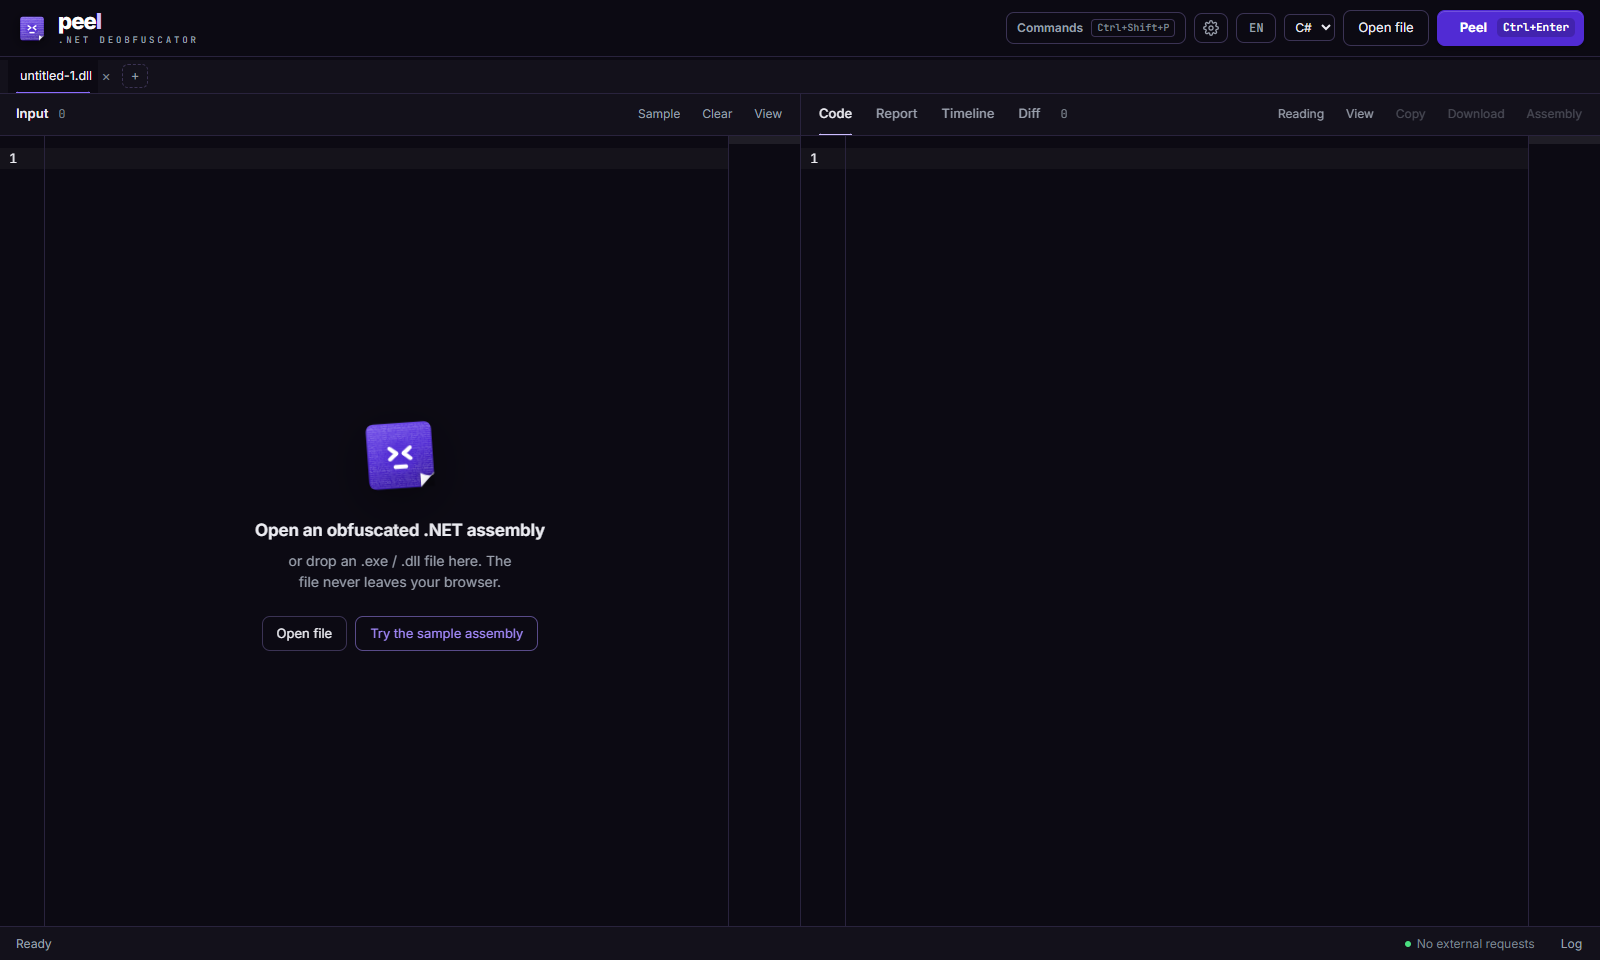 peel
.NET DEOBFUSCATOR
Commands Ctrl+Shift+P
EN
C#
Open file
Peel Ctrl+Enter
untitled-1.dll × +
Input 0
Sample Clear View
Code Report Timeline Diff 0
Reading View Copy Download Assembly
1
1
Open an obfuscated .NET assembly
or drop an .exe / .dll file here. The
file never leaves your browser.
Open file
Try the sample assembly
Ready
No external requests
Log